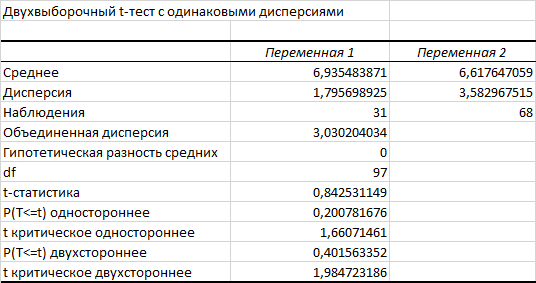 Двухвыборочный t-тест с одинаковыми дисперсиями
Переменная 1 Переменная 2
Среднее 6,935483871 6,617647059
Дисперсия 1,795698925 3,582967515
Наблюдения 31 68
Объединенная дисперсия 3,030204034
Гипотетическая разность средних 0
df 97
t-статистика 0,842531149
P(T<=t) одностороннее 0,200781676
t критическое одностороннее 1,66071461
P(T<=t) двухстороннее 0,401563352
t критическое двухстороннее 1,984723186